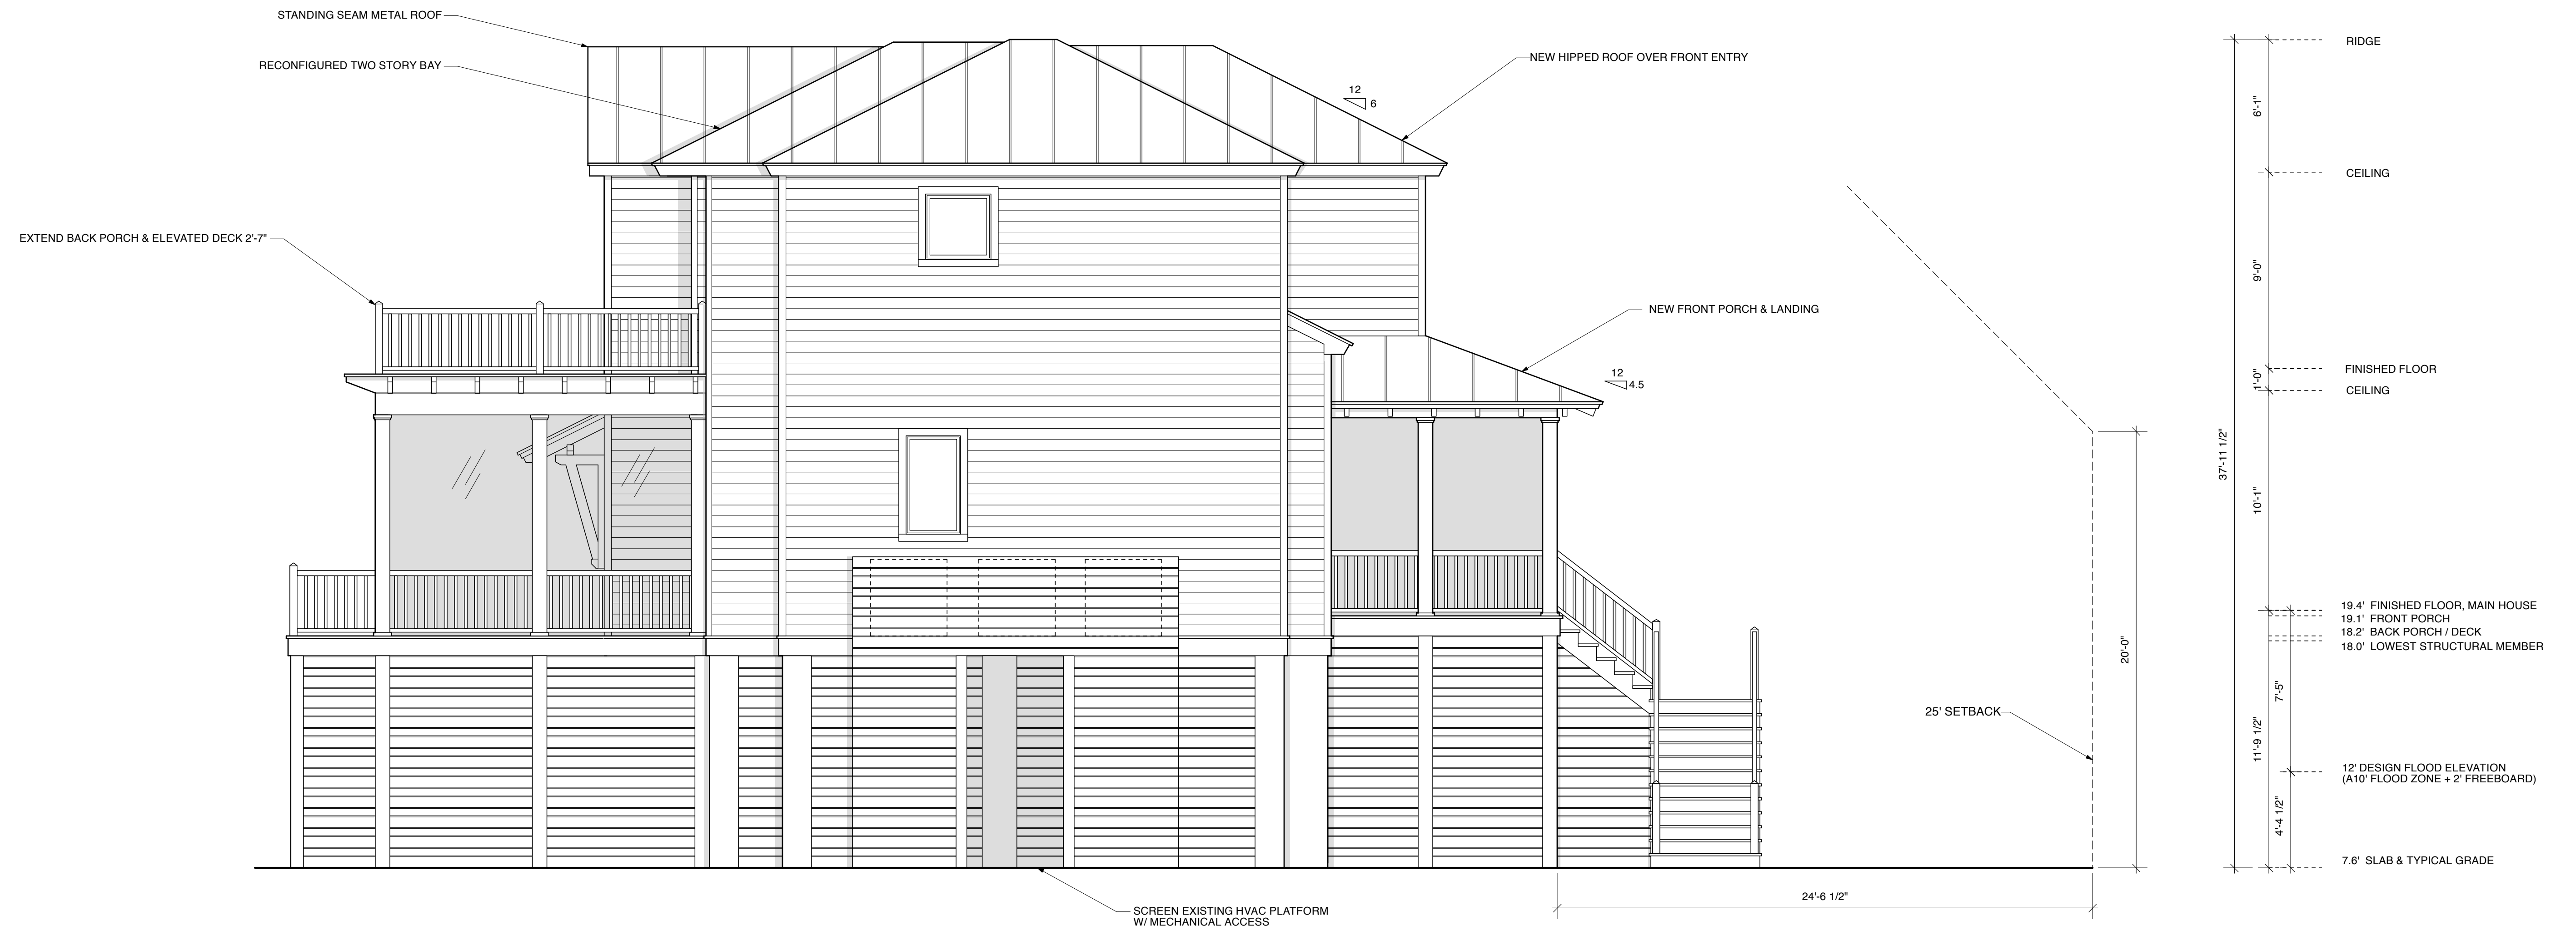 STANDING SEAM METAL ROOF
RECONFIGURED TWO STORY BAY
EXTEND BACK PORCH & ELEVATED DECK 2'-7"
NEW HIPPED ROOF OVER FRONT ENTRY
12
6
NEW FRONT PORCH & LANDING
12
4.5
25' SETBACK
SCREEN EXISTING HVAC PLATFORM
W/ MECHANICAL ACCESS
24'-6 1/2"
20'-0"
37'-11 1/2"
6'-1"
9'-0"
1'-0"
10'-1"
11'-9 1/2"
7'-5"
4'-4 1/2"
RIDGE
CEILING
FINISHED FLOOR
CEILING
19.4' FINISHED FLOOR, MAIN HOUSE
19.1' FRONT PORCH
18.2' BACK PORCH / DECK
18.0' LOWEST STRUCTURAL MEMBER
12' DESIGN FLOOD ELEVATION
(A10' FLOOD ZONE + 2' FREEBOARD)
7.6' SLAB & TYPICAL GRADE